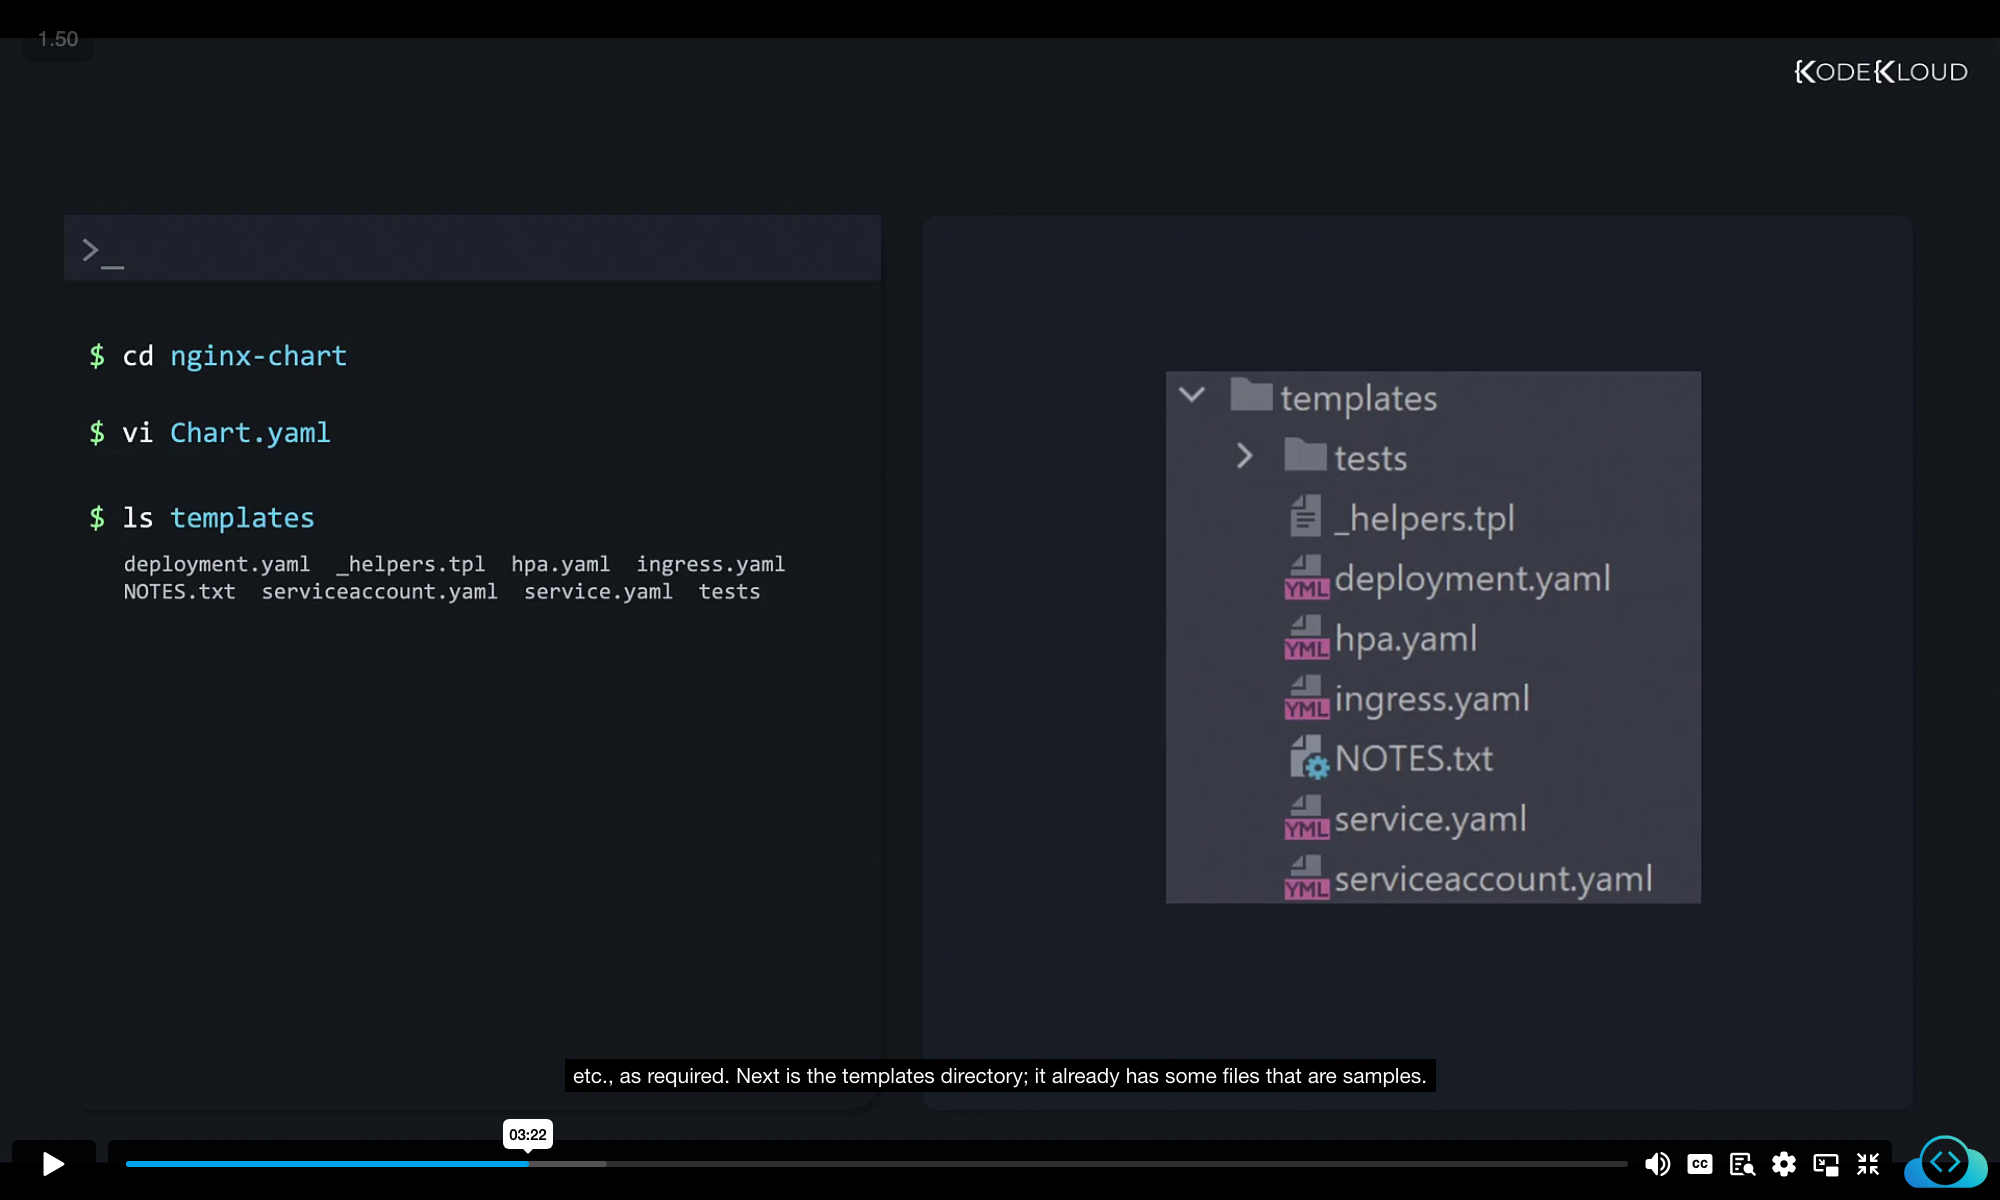 1.50
KODEKLOUD
>_
$ cd nginx-chart
$ vi Chart.yaml
$ ls templates
deployment.yaml _helpers.tpl hpa.yaml ingress.yaml
NOTES.txt serviceaccount.yaml service.yaml tests
templates
tests
_helpers.tpl
YML deployment.yaml
YML hpa.yaml
YML ingress.yaml
NOTES.txt
YML service.yaml
YML serviceaccount.yaml
etc., as required. Next is the templates directory; it already has some files that are samples.
03:22
CC